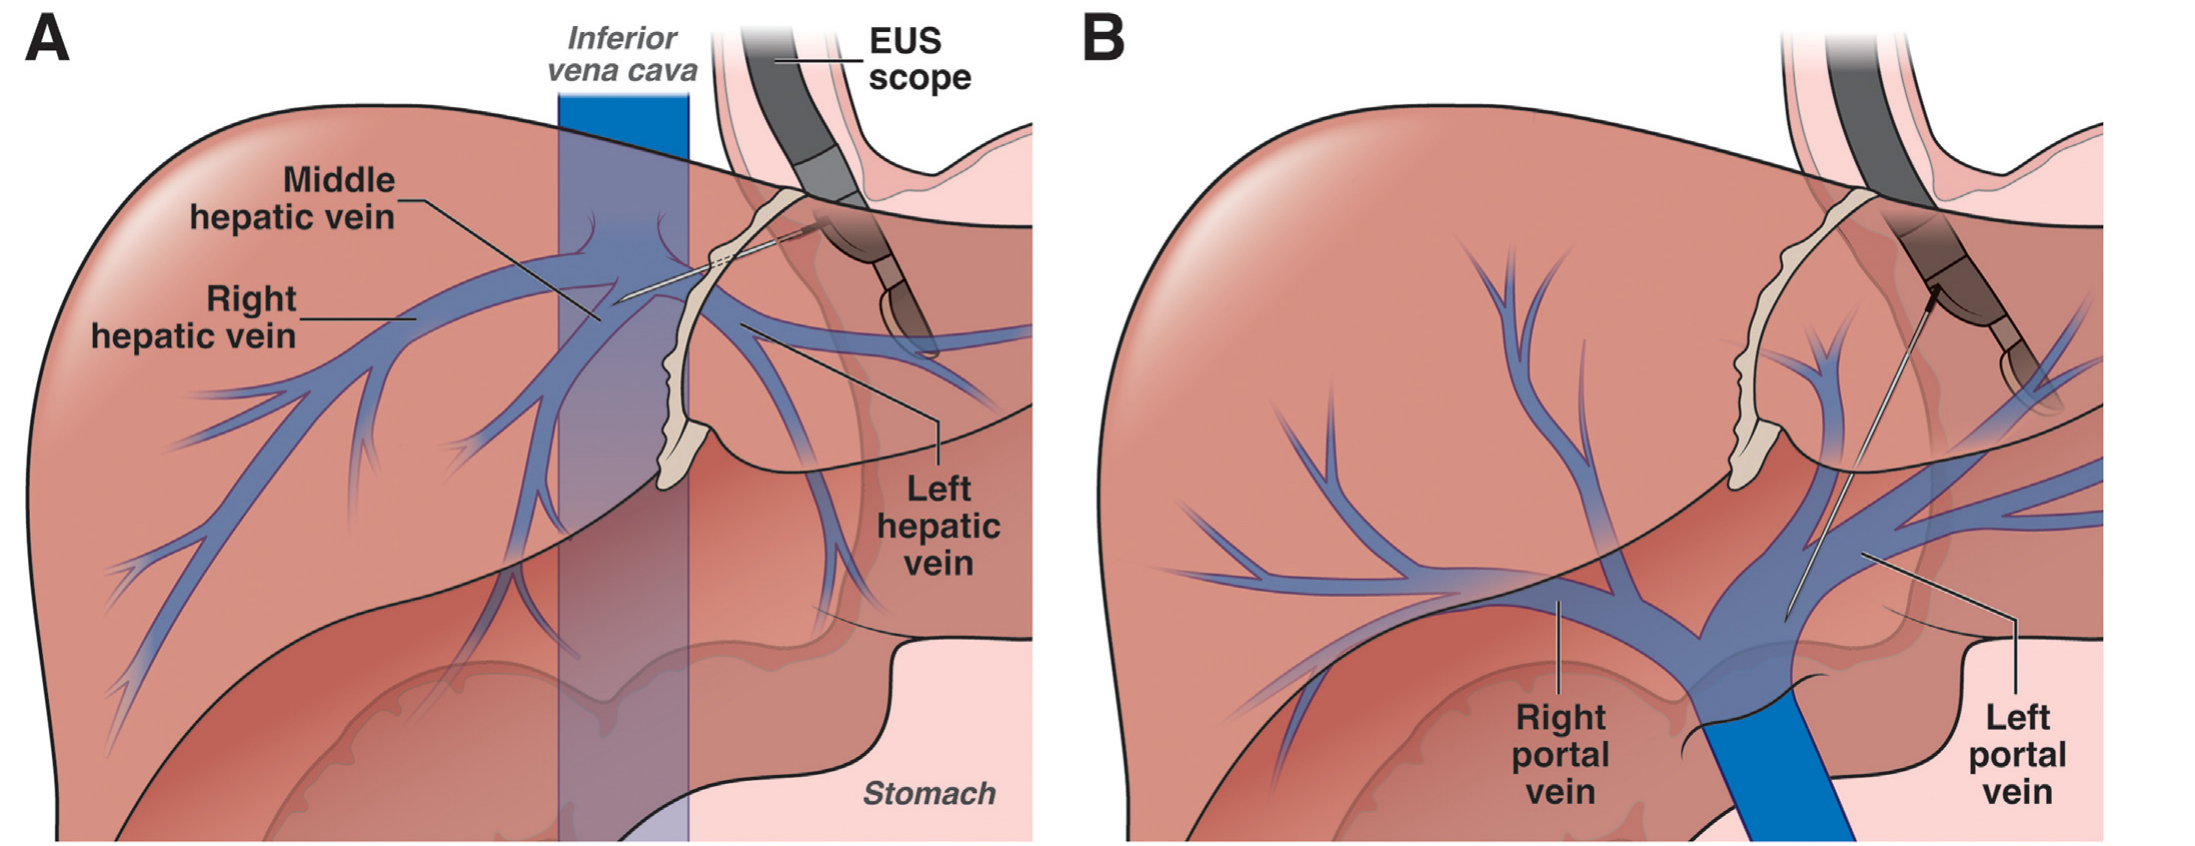 A
Inferior
vena cava
EUS
scope
Middle
hepatic vein
Right
hepatic vein
Left
hepatic
vein
Stomach
B
Right
portal
vein
Left
portal
vein